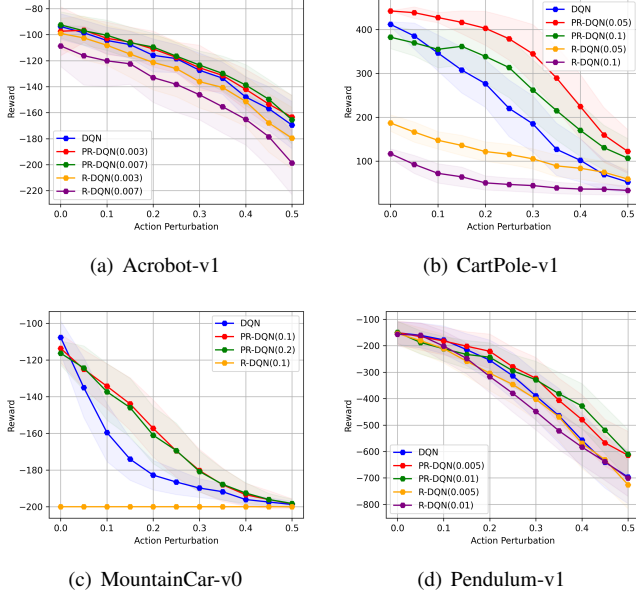 −80
−100
−120
−140
−160
−180
−200
−220
Reward
DQN
PR-DQN(0.003)
PR-DQN(0.007)
R-DQN(0.003)
R-DQN(0.007)
0.0 0.1 0.2 0.3 0.4 0.5
Action Perturbation
(a) Acrobot-v1
400
300
200
100
Reward
DQN
PR-DQN(0.05)
PR-DQN(0.1)
R-DQN(0.05)
R-DQN(0.1)
0.0 0.1 0.2 0.3 0.4 0.5
Action Perturbation
(b) CartPole-v1
−100
−120
−140
−160
−180
−200
Reward
DQN
PR-DQN(0.1)
PR-DQN(0.2)
R-DQN(0.1)
0.0 0.1 0.2 0.3 0.4 0.5
Action Perturbation
(c) MountainCar-v0
−100
−200
−300
−400
−500
−600
−700
−800
Reward
DQN
PR-DQN(0.005)
PR-DQN(0.01)
R-DQN(0.005)
R-DQN(0.01)
0.0 0.1 0.2 0.3 0.4 0.5
Action Perturbation
(d) Pendulum-v1